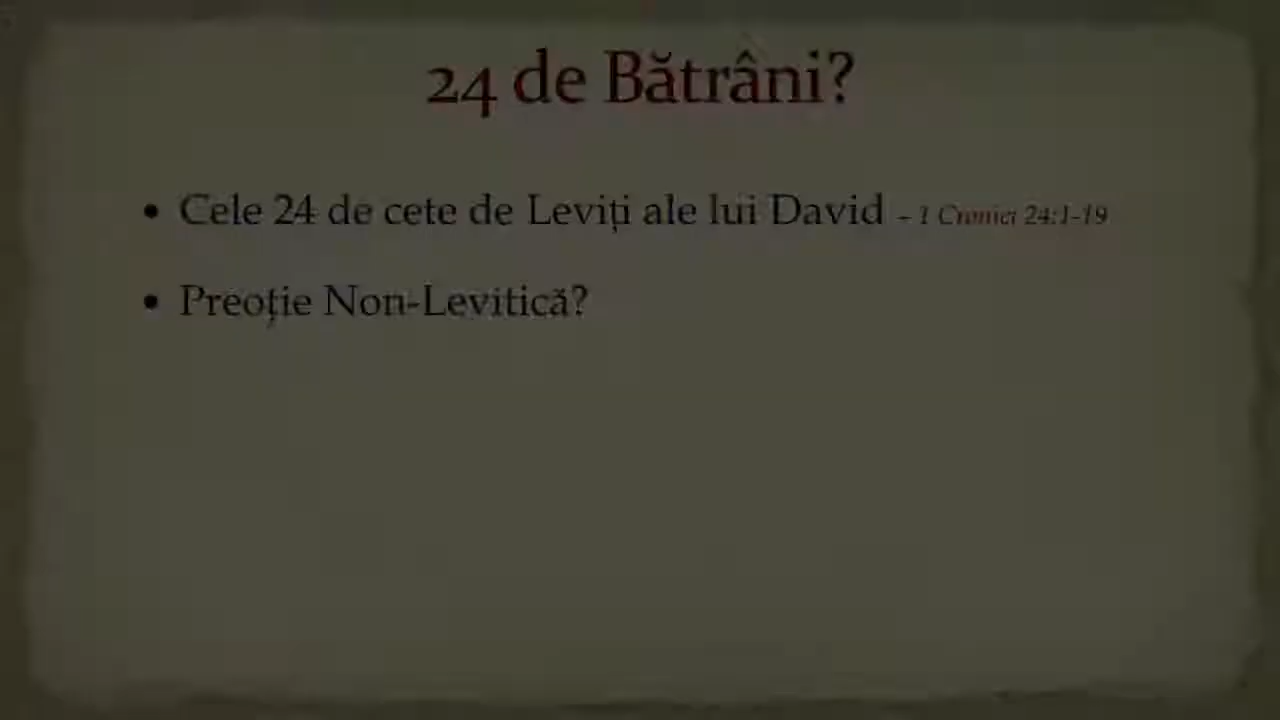 24 de Bătrâni?
• Cele 24 de cete de Leviți ale lui David – 1 Cronici 24:1-19
• Preoție Non-Levitică?